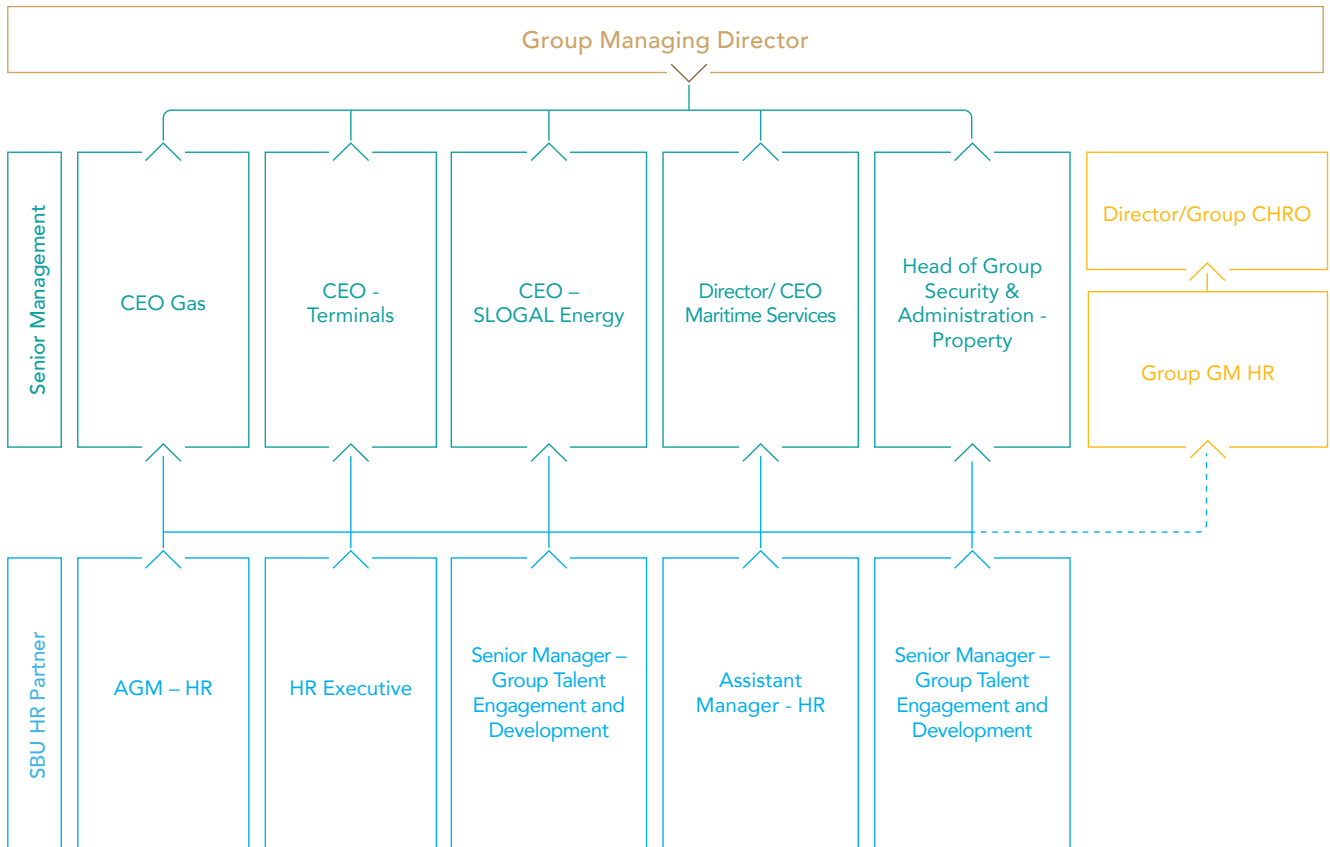 Group Managing Director
Senior Management
CEO Gas
CEO -
Terminals
CEO –
SLOGAL Energy
Director/ CEO
Maritime Services
Head of Group
Security &
Administration -
Property
Director/Group CHRO
Group GM HR
SBU HR Partner
AGM – HR
HR Executive
Senior Manager –
Group Talent
Engagement and
Development
Assistant
Manager - HR
Senior Manager –
Group Talent
Engagement and
Development